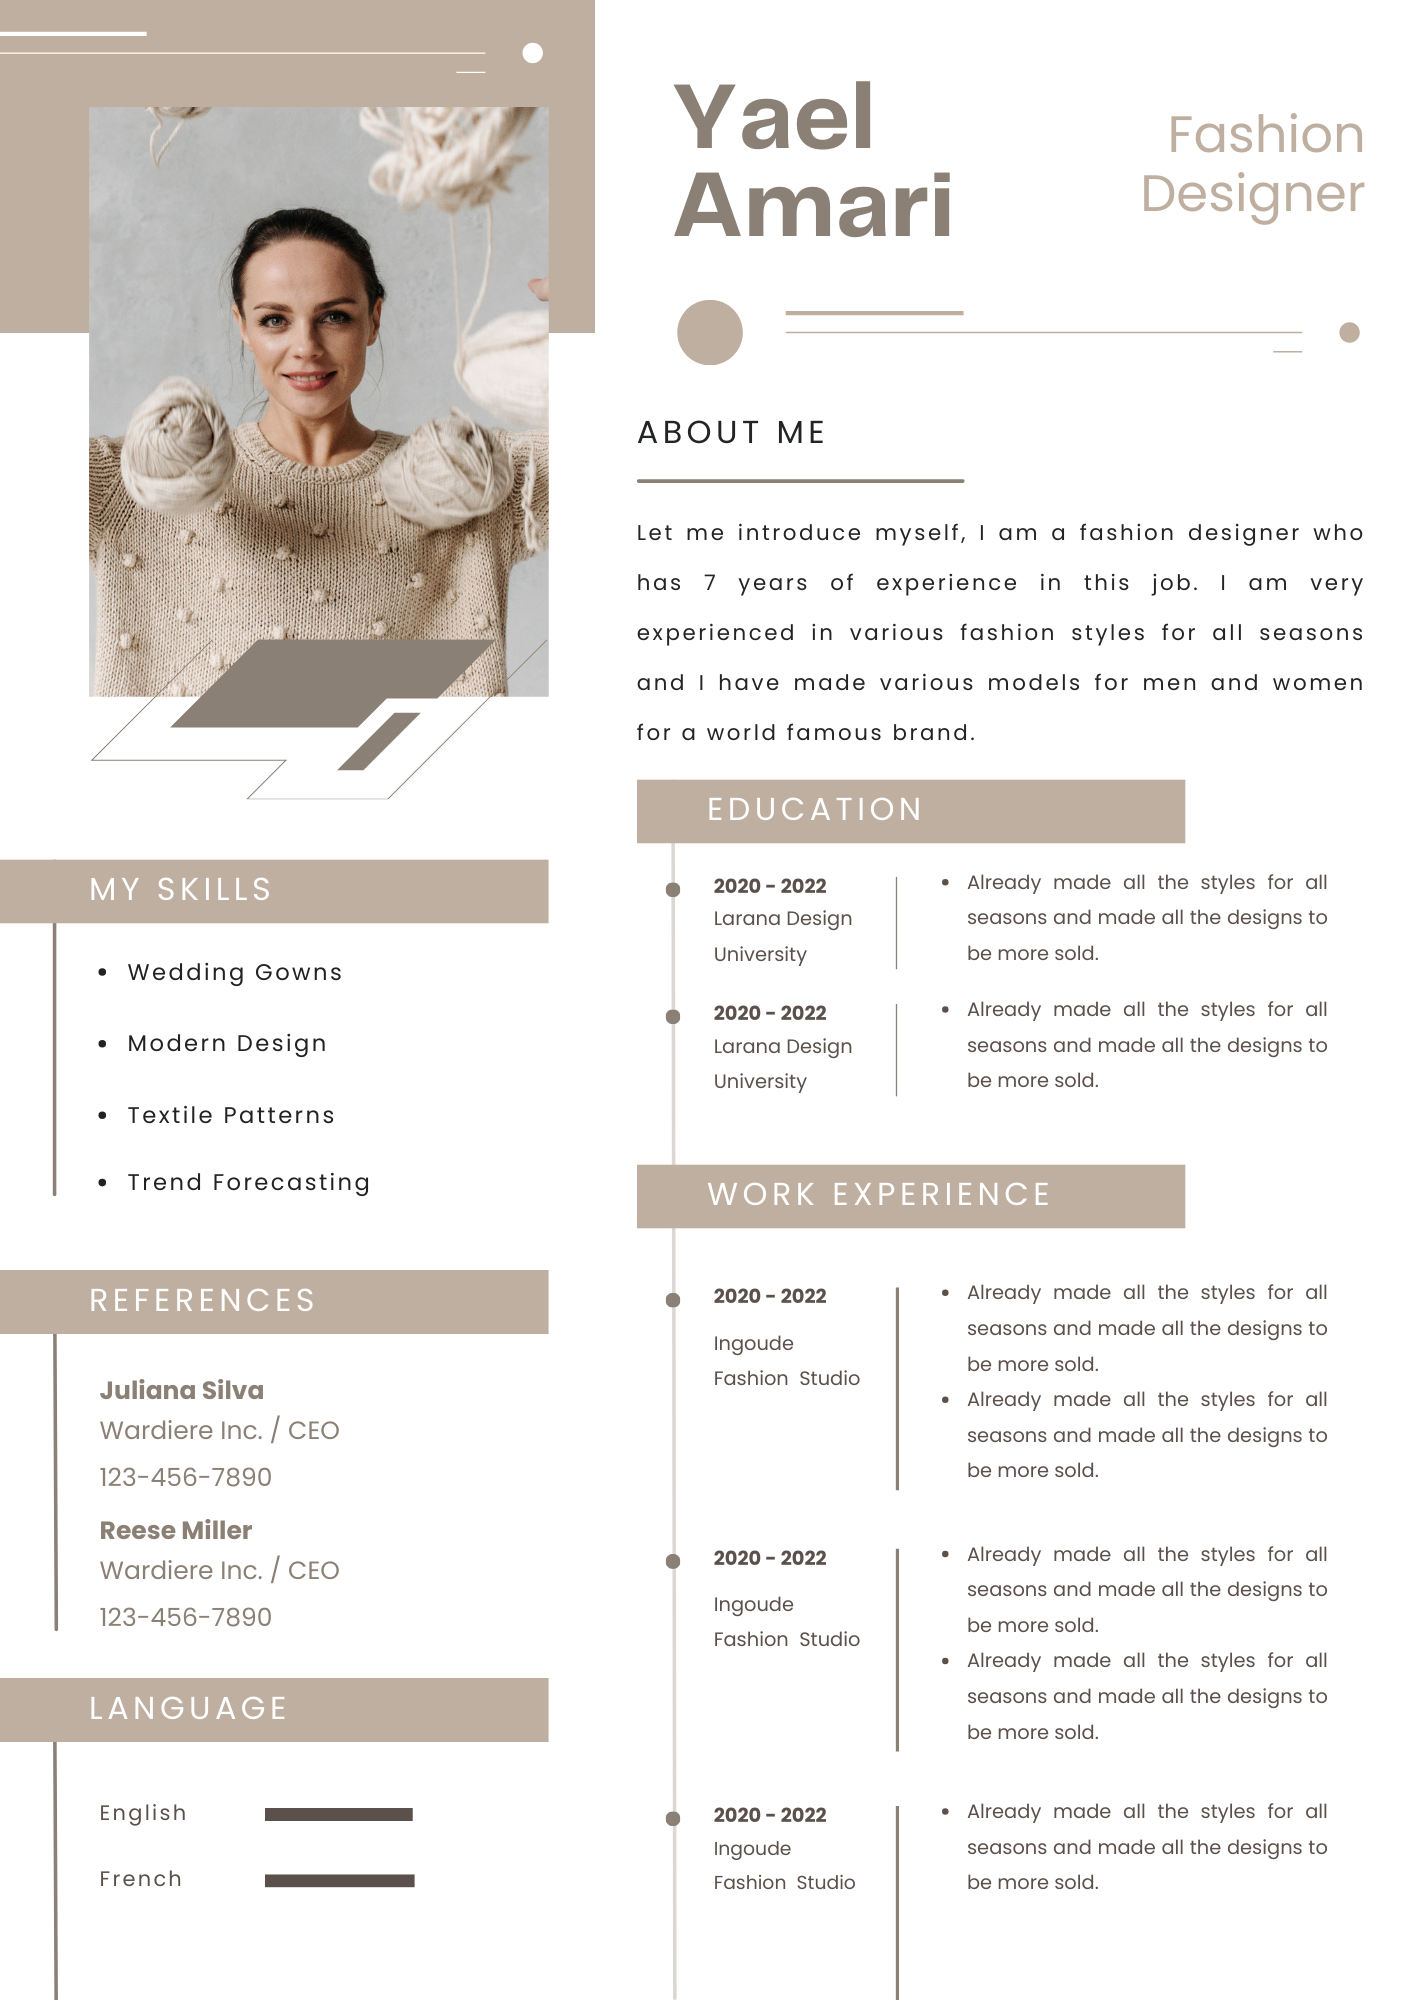 Yael
Amari
Fashion
Designer
ABOUT ME
Let me introduce myself, I am a fashion designer who
has 7 years of experience in this job. I am very
experienced in various fashion styles for all seasons
and I have made various models for men and women
for a world famous brand.
EDUCATION
2020 - 2022
Larana Design
University
• Already made all the styles for all
seasons and made all the designs to
be more sold.
2020 - 2022
Larana Design
University
• Already made all the styles for all
seasons and made all the designs to
be more sold.
WORK EXPERIENCE
2020 - 2022
Ingoude
Fashion Studio
• Already made all the styles for all
seasons and made all the designs to
be more sold.
• Already made all the styles for all
seasons and made all the designs to
be more sold.
2020 - 2022
Ingoude
Fashion Studio
• Already made all the styles for all
seasons and made all the designs to
be more sold.
• Already made all the styles for all
seasons and made all the designs to
be more sold.
2020 - 2022
Ingoude
Fashion Studio
• Already made all the styles for all
seasons and made all the designs to
be more sold.
MY SKILLS
• Wedding Gowns
• Modern Design
• Textile Patterns
• Trend Forecasting
REFERENCES
Juliana Silva
Wardiere Inc. / CEO
123-456-7890
Reese Miller
Wardiere Inc. / CEO
123-456-7890
LANGUAGE
English
French